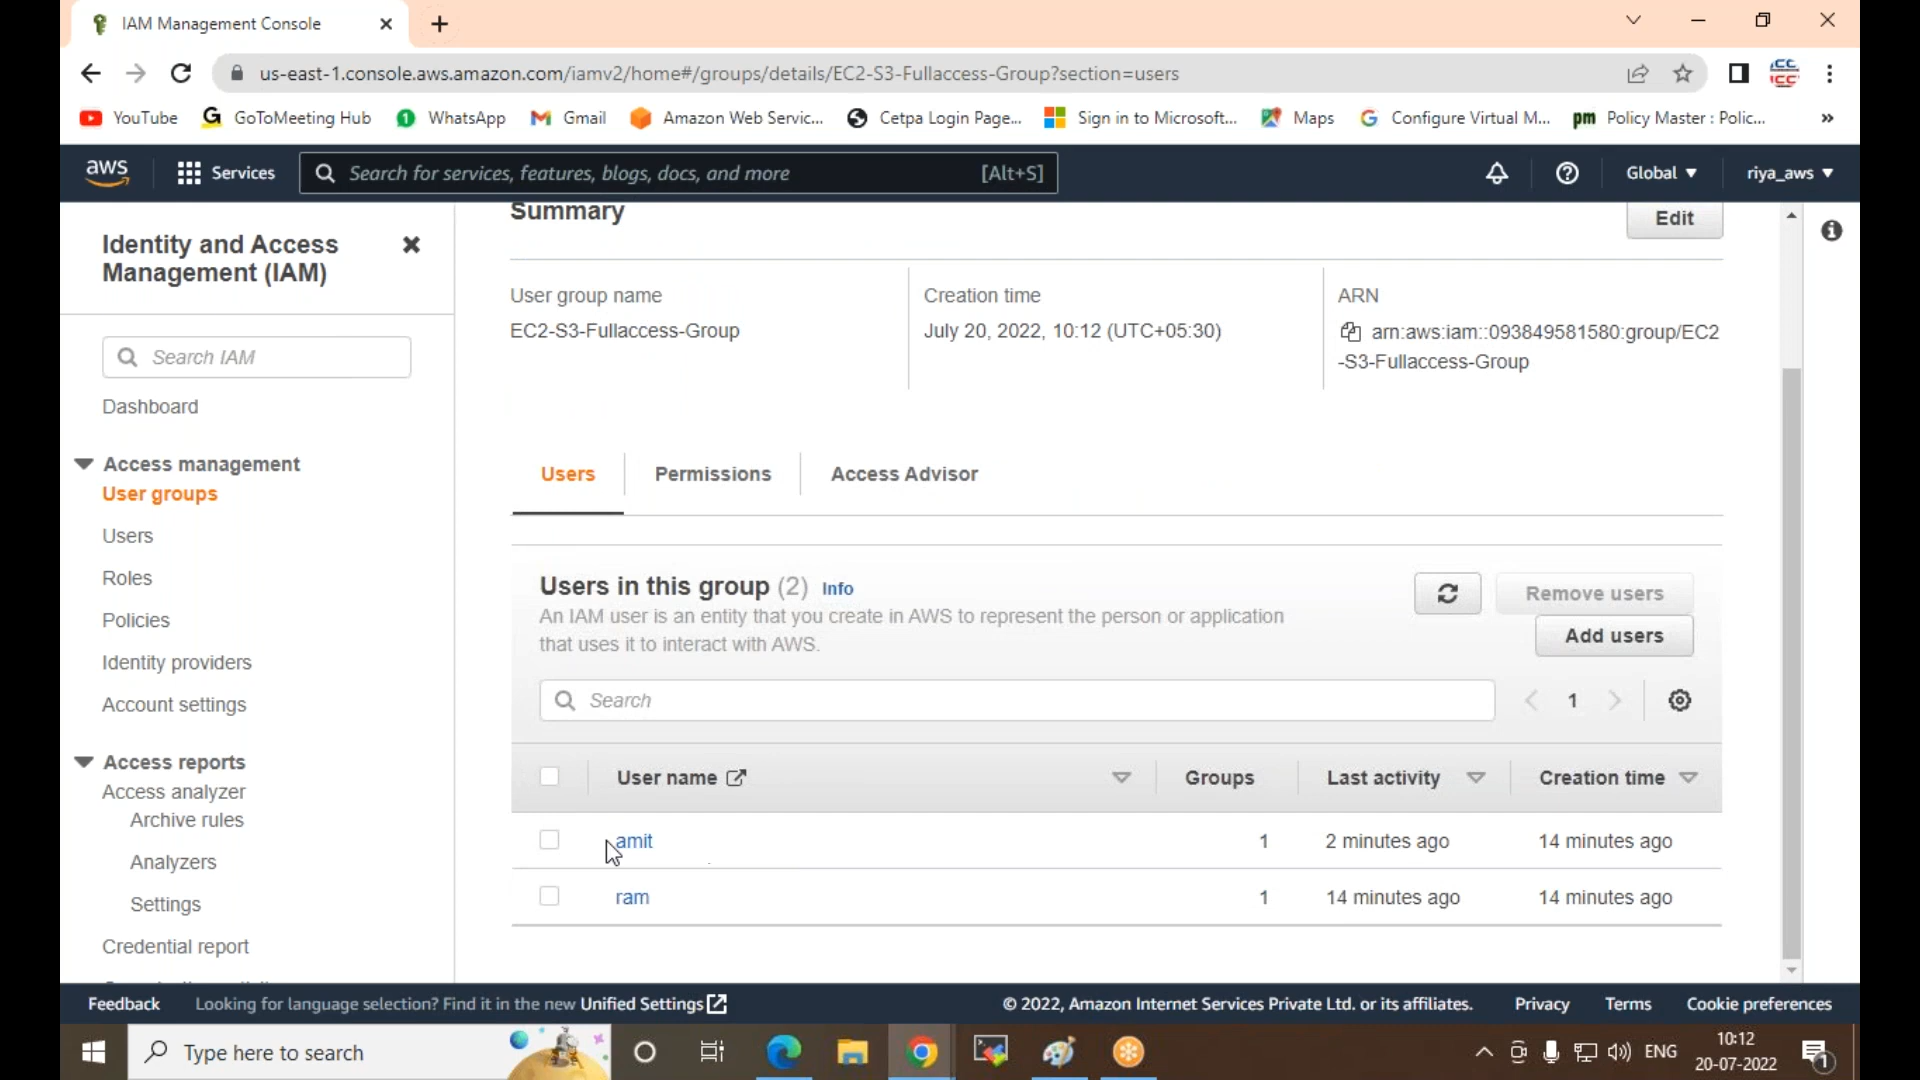 IAM Management Console
us-east-1.console.aws.amazon.com/iamv2/home#/groups/details/EC2-S3-Fullaccess-Group?section=users
YouTube
GoToMeeting Hub
WhatsApp
Gmail
Amazon Web Servic...
Cetpa Login Page...
Sign in to Microsoft...
Maps
Configure Virtual M...
pm Policy Master : Polic...
»
aws
Services
Search for services, features, blogs, docs, and more [Alt+S]
Global
riya_aws
Identity and Access
Management (IAM)
Search IAM
Dashboard
Access management
User groups
Users
Roles
Policies
Identity providers
Account settings
Access reports
Access analyzer
Archive rules
Analyzers
Settings
Credential report
Summary
Edit
User group name
EC2-S3-Fullaccess-Group
Creation time
July 20, 2022, 10:12 (UTC+05:30)
ARN
arn:aws:iam::093849581580:group/EC2
-S3-Fullaccess-Group
Users
Permissions
Access Advisor
Users in this group (2) Info
An IAM user is an entity that you create in AWS to represent the person or application
that uses it to interact with AWS.
Remove users
Add users
Search
1
User name
Groups
Last activity
Creation time
amit 1 2 minutes ago 14 minutes ago
ram 1 14 minutes ago 14 minutes ago
Feedback
Looking for language selection? Find it in the new Unified Settings
© 2022, Amazon Internet Services Private Ltd. or its affiliates.
Privacy
Terms
Cookie preferences
Type here to search
ENG
10:12
20-07-2022
1